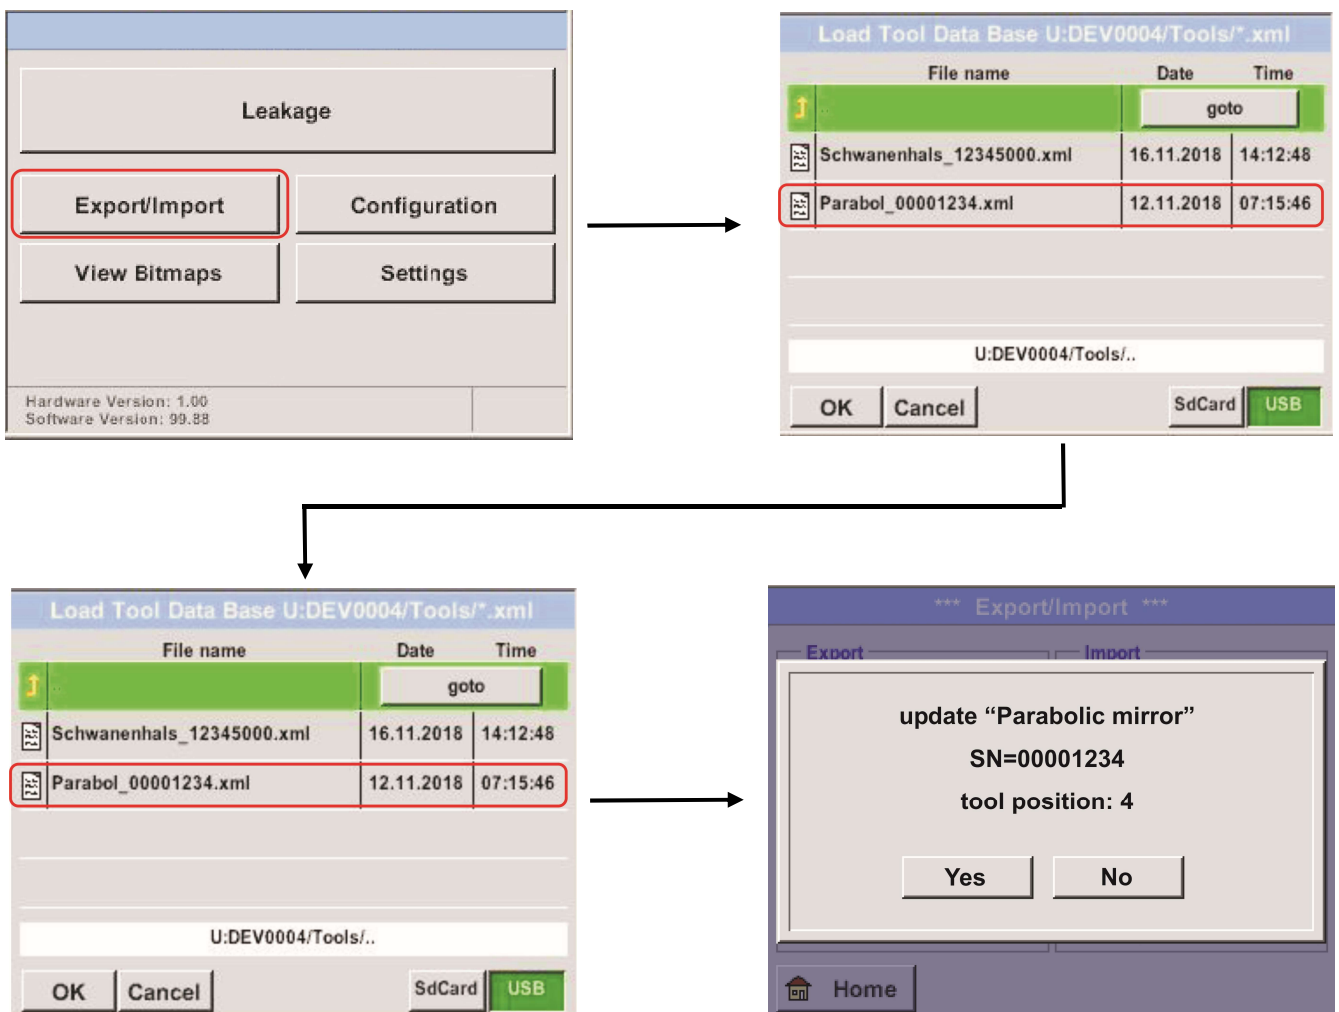 Leakage
Export/Import
Configuration
View Bitmaps
Settings
Hardware Version: 1.00
Software Version: 99.88
Load Tool Data Base U:DEV0004/Tools/*.xml
File name Date Time
.. goto
Schwanenhals_12345000.xml 16.11.2018 14:12:48
Parabol_00001234.xml 12.11.2018 07:15:46
U:DEV0004/Tools/..
OK Cancel SdCard USB
Load Tool Data Base U:DEV0004/Tools/*.xml
File name Date Time
.. goto
Schwanenhals_12345000.xml 16.11.2018 14:12:48
Parabol_00001234.xml 12.11.2018 07:15:46
U:DEV0004/Tools/..
OK Cancel SdCard USB
*** Export/Import ***
Export Import
update “Parabolic mirror”
SN=00001234
tool position: 4
Yes No
Home